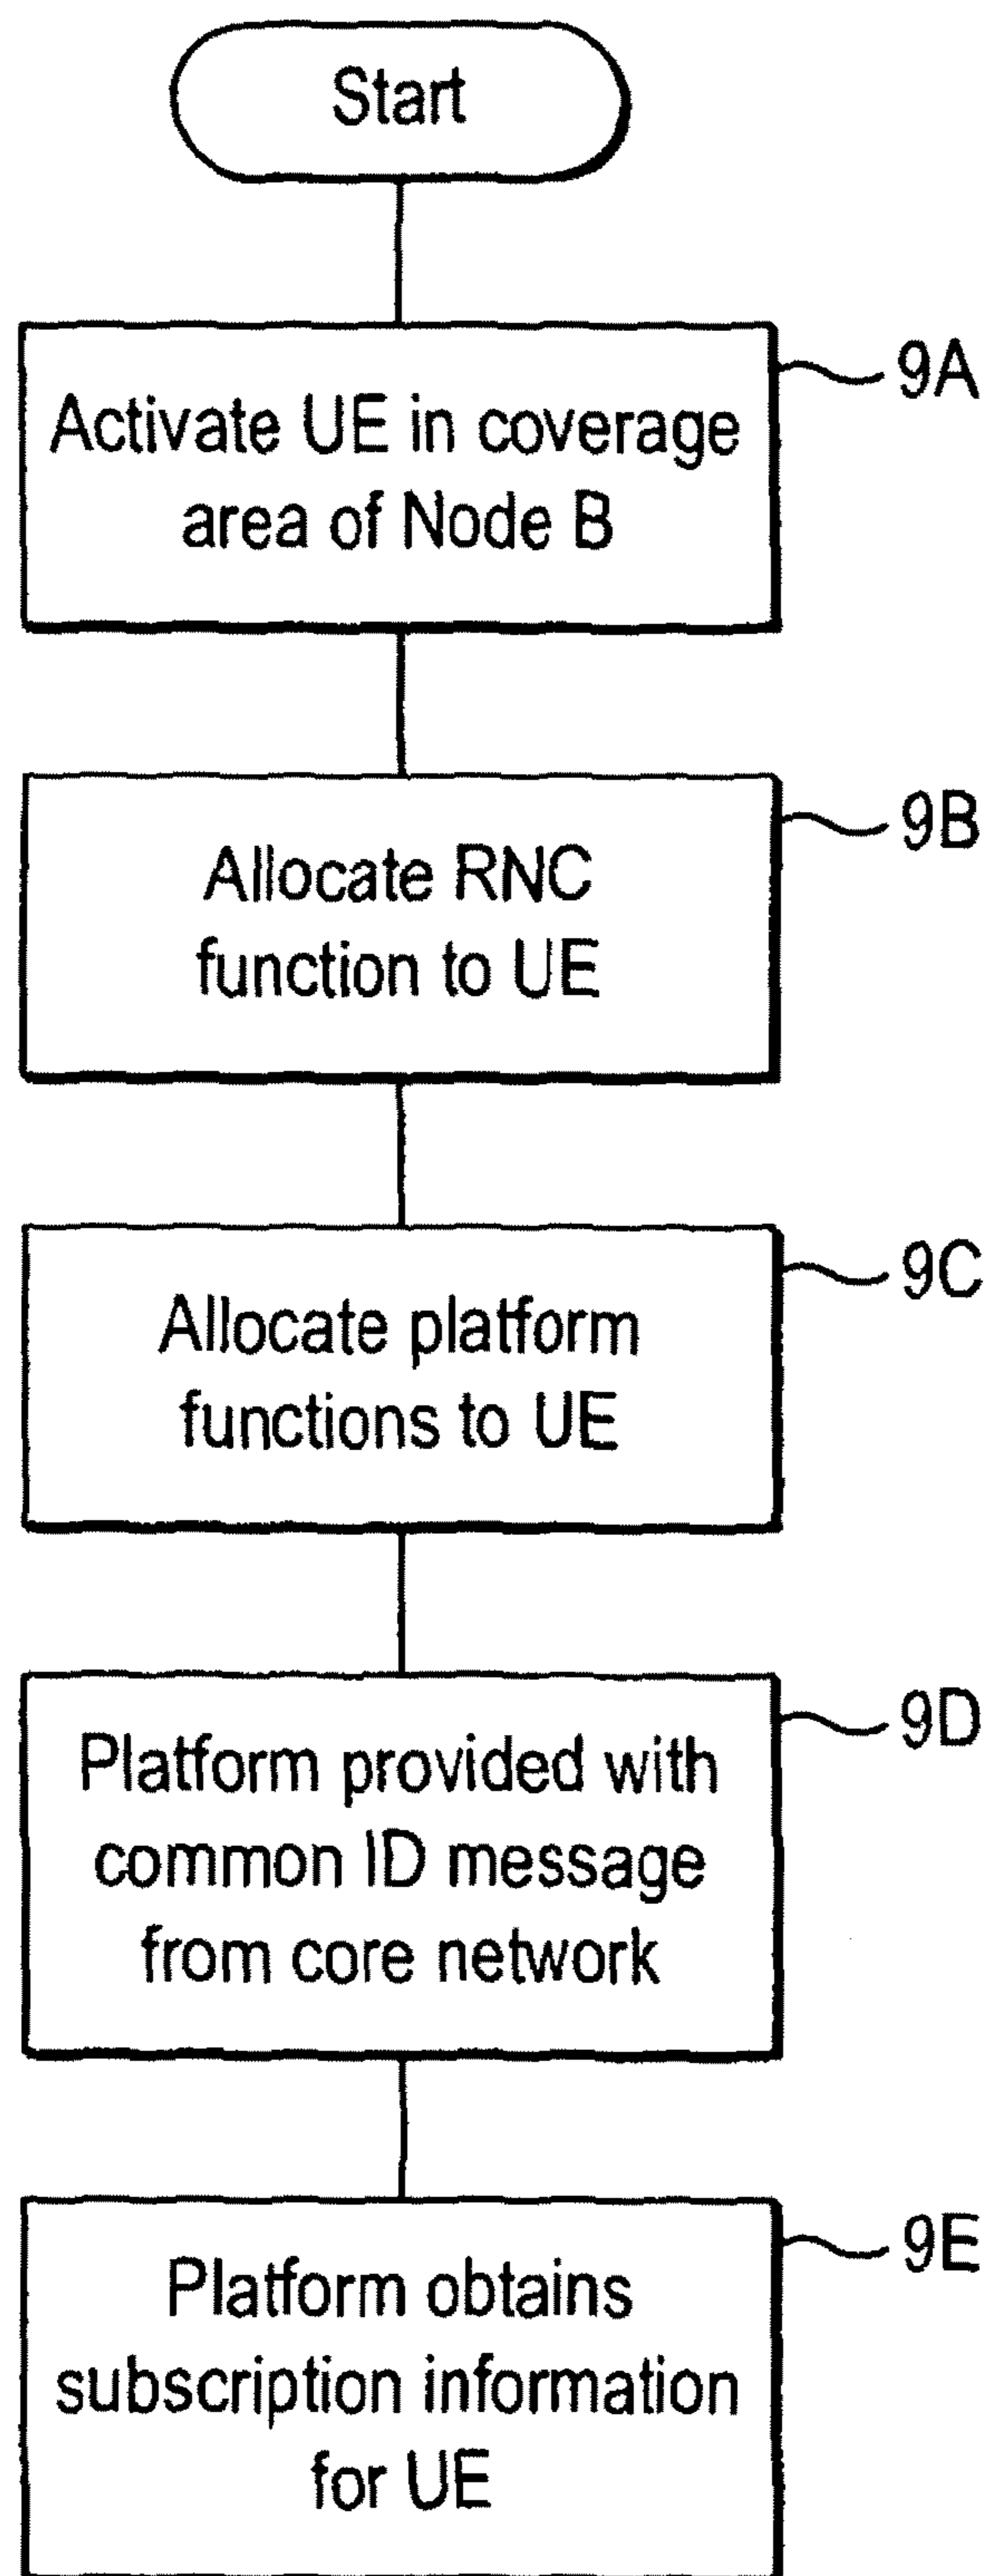 Start
Activate UE in coverage
area of Node B
9A
Allocate RNC
function to UE
9B
Allocate platform
functions to UE
9C
Platform provided with
common ID message
from core network
9D
Platform obtains
subscription information
for UE
9E